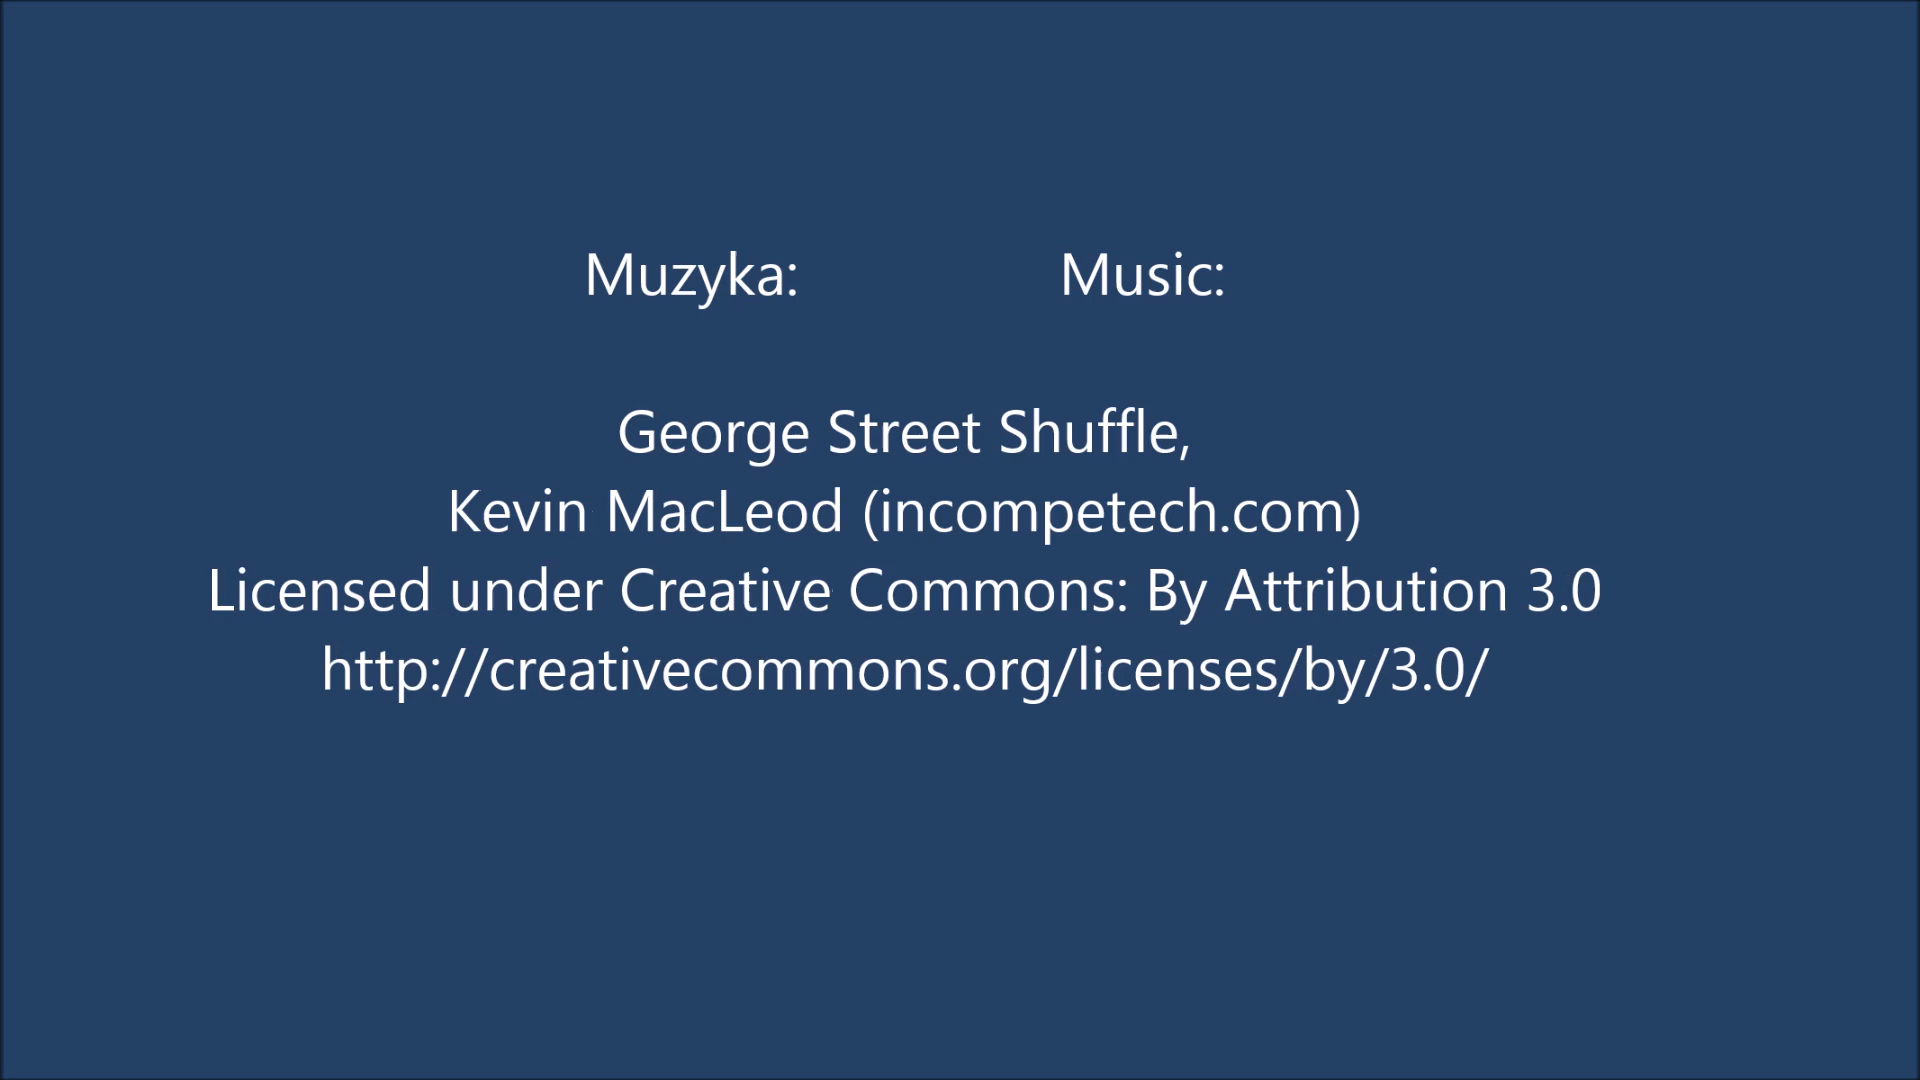 Muzyka: Music:
George Street Shuffle,
Kevin MacLeod (incompetech.com)
Licensed under Creative Commons: By Attribution 3.0
http://creativecommons.org/licenses/by/3.0/